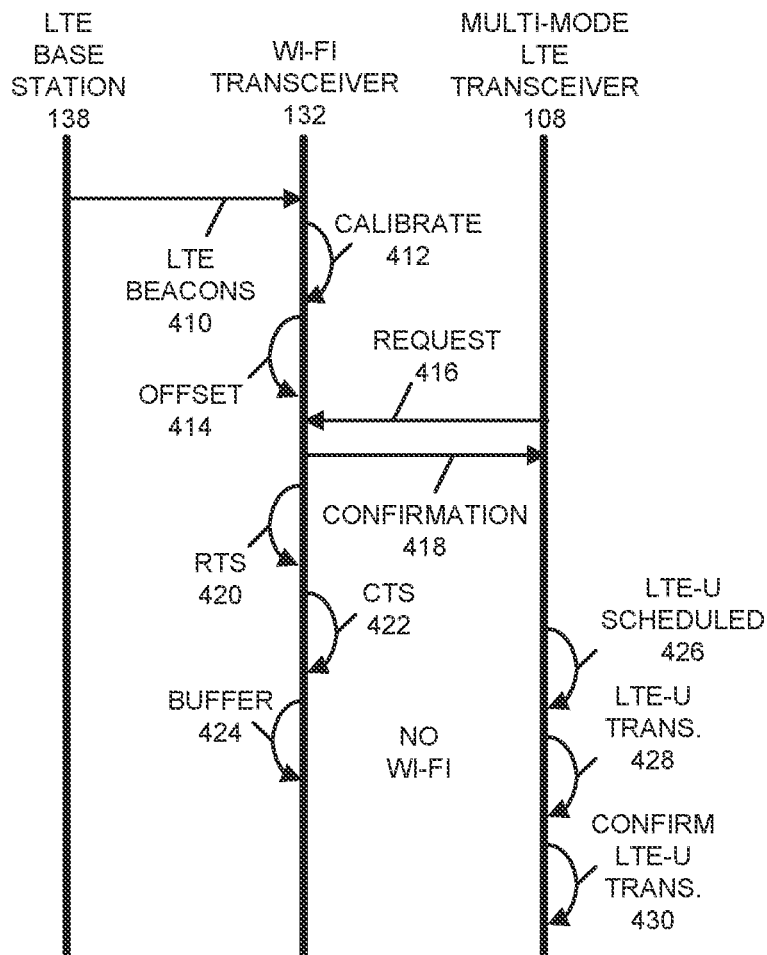 LTE
BASE
STATION
138
WI-FI
TRANSCEIVER
132
MULTI-MODE
LTE
TRANSCEIVER
108
LTE
BEACONS
410
CALIBRATE
412
OFFSET
414
REQUEST
416
CONFIRMATION
418
RTS
420
CTS
422
BUFFER
424
NO
WI-FI
LTE-U
SCHEDULED
426
LTE-U
TRANS.
428
CONFIRM
LTE-U
TRANS.
430